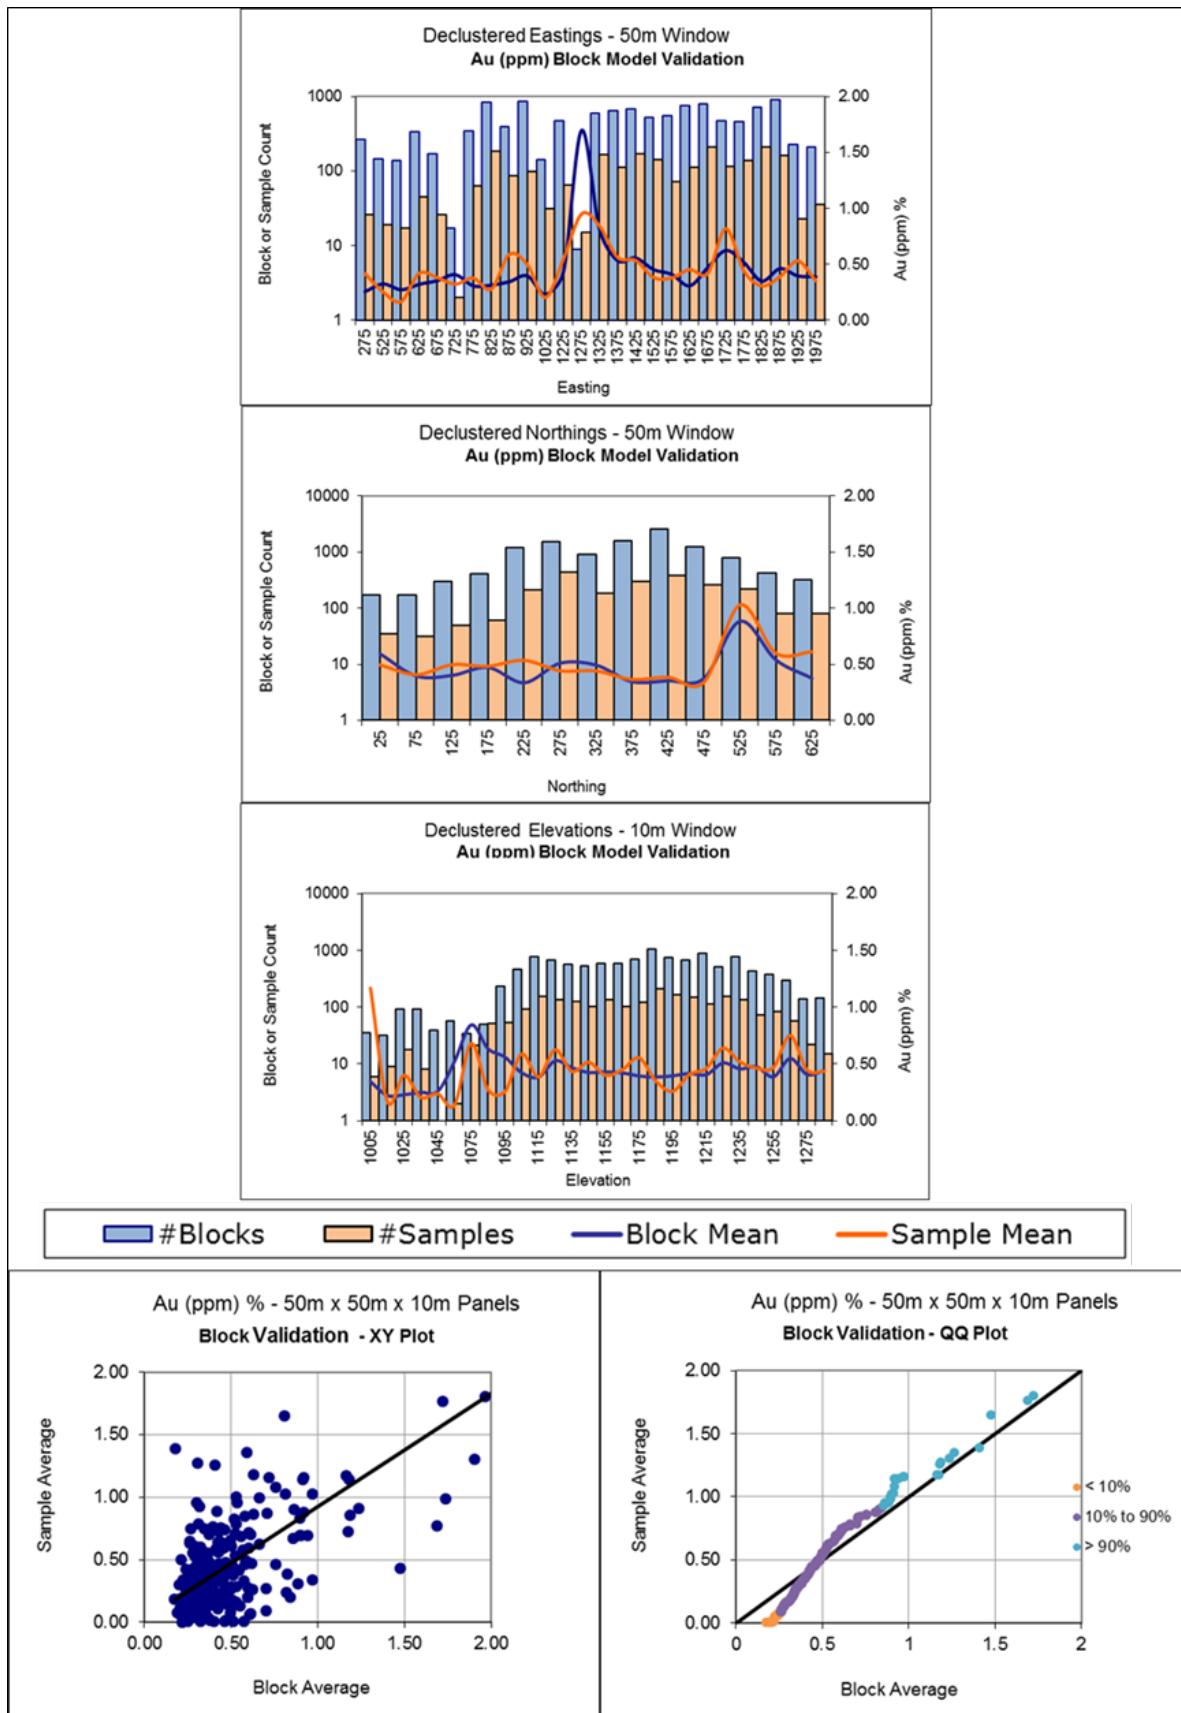 Declustered Eastings - 50m Window
Au (ppm) Block Model Validation
Block or Sample Count
1000
100
10
1
2.00
1.50
1.00
0.50
0.00
Au (ppm) %
275 525 575 625 675 725 775 825 875 925 1025 1225 1275 1325 1375 1425 1525 1575 1625 1675 1725 1775 1825 1875 1925 1975
Easting
Declustered Northings - 50m Window
Au (ppm) Block Model Validation
Block or Sample Count
10000
1000
100
10
1
2.00
1.50
1.00
0.50
0.00
Au (ppm) %
25 75 125 175 225 275 325 375 425 475 525 575 625
Northing
Declustered Elevations - 10m Window
Au (ppm) Block Model Validation
Block or Sample Count
10000
1000
100
10
1
2.00
1.50
1.00
0.50
0.00
Au (ppm) %
1005 1025 1045 1075 1095 1115 1135 1155 1175 1195 1215 1235 1255 1275
Elevation
#Blocks #Samples Block Mean Sample Mean
Au (ppm) % - 50m x 50m x 10m Panels
Block Validation - XY Plot
Sample Average
2.00
1.50
1.00
0.50
0.00
0.00 0.50 1.00 1.50 2.00
Block Average
Au (ppm) % - 50m x 50m x 10m Panels
Block Validation - QQ Plot
Sample Average
2.00
1.50
1.00
0.50
0.00
0 0.5 1 1.5 2
Block Average
< 10%
10% to 90%
> 90%